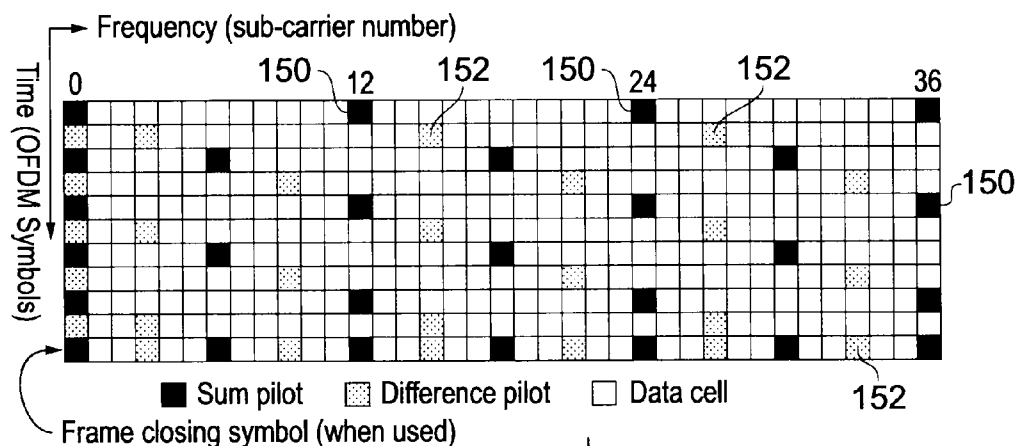 Frequency (sub-carrier number)
Time (OFDM Symbols)
150 152 150 152
0 12 24 36
150
Sum pilot Difference pilot Data cell
152
Frame closing symbol (when used)